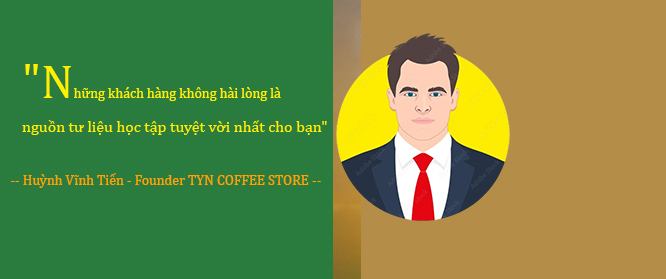 "Những khách hàng không hài lòng là
nguồn tư liệu học tập tuyệt vời nhất cho bạn"
-- Huỳnh Vĩnh Tiến - Founder TYN COFFEE STORE --